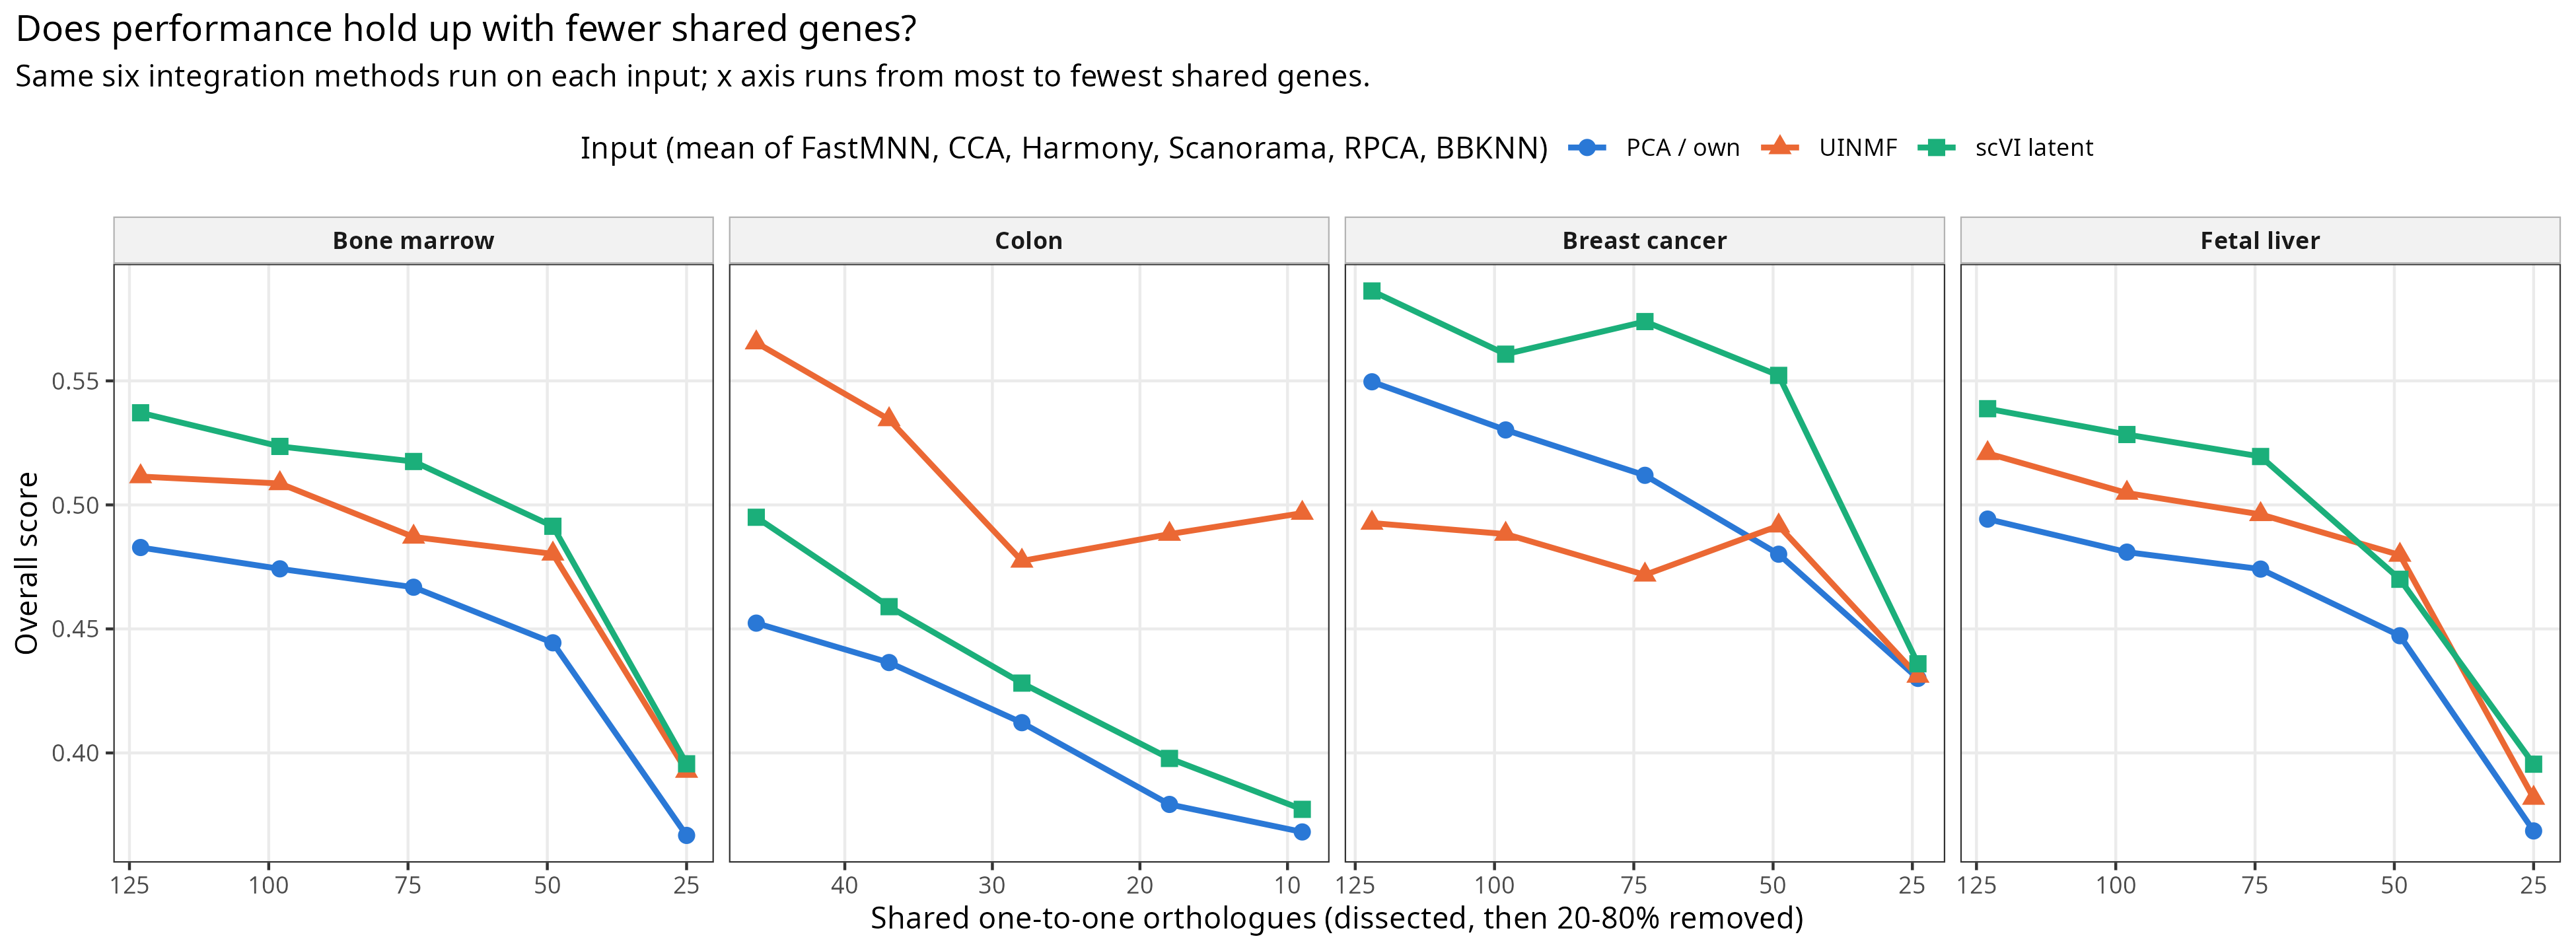 Does performance hold up with fewer shared genes?
Same six integration methods run on each input; x axis runs from most to fewest shared genes.
Input (mean of FastMNN, CCA, Harmony, Scanorama, RPCA, BBKNN) PCA / own UINMF scVI latent
Bone marrow Colon Breast cancer Fetal liver
Overall score
0.55
0.50
0.45
0.40
125 100 75 50 25 40 30 20 10 125 100 75 50 25 125 100 75 50 25
Shared one-to-one orthologues (dissected, then 20-80% removed)